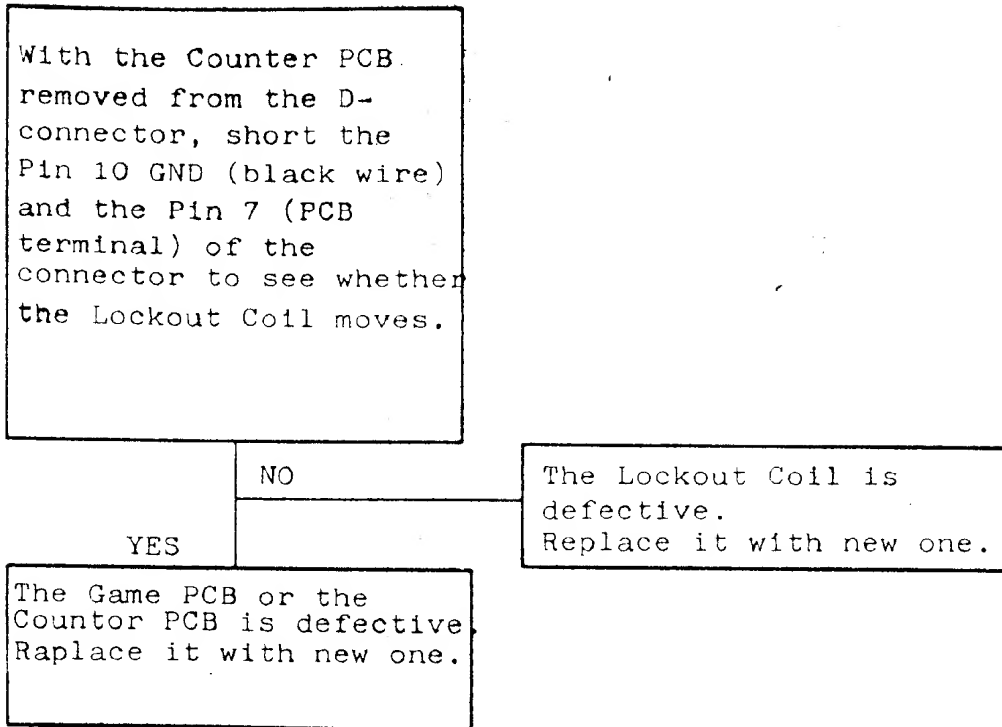 With the Counter PCB
removed from the D-
connector, short the
Pin 10 GND (black wire)
and the Pin 7 (PCB
terminal) of the
connector to see whether
the Lockout Coil moves.
NO
The Lockout Coil is
defective.
Replace it with new one.
YES
The Game PCB or the
Countor PCB is defective.
Raplace it with new one.